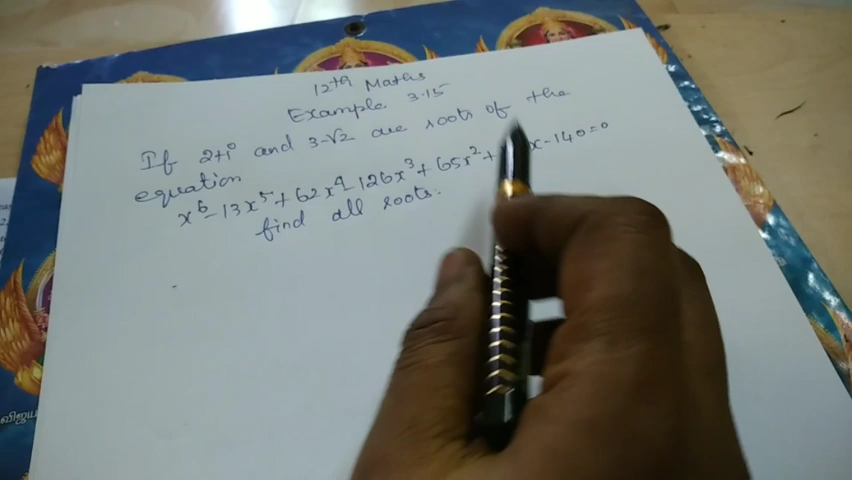 12th Maths
Example 3.15
If 2+i and 3-√2 are roots of the
equation
x⁶-13x⁵+62x⁴-126x³+65x²+ x-140=0
find all roots.
விஜய